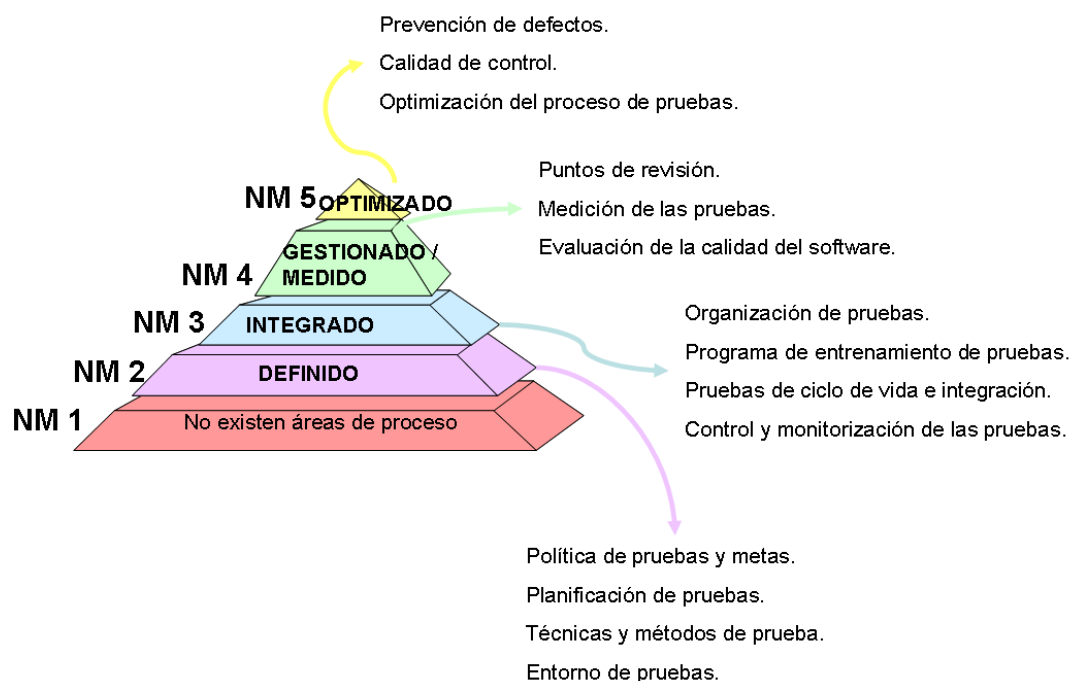 Prevención de defectos.
Calidad de control.
Optimización del proceso de pruebas.
Puntos de revisión.
Medición de las pruebas.
Evaluación de la calidad del software.
NM 5
OPTIMIZADO
NM 4
GESTIONADO /
MEDIDO
NM 3
INTEGRADO
Organización de pruebas.
Programa de entrenamiento de pruebas.
Pruebas de ciclo de vida e integración.
Control y monitorización de las pruebas.
NM 2
DEFINIDO
NM 1
No existen áreas de proceso
Política de pruebas y metas.
Planificación de pruebas.
Técnicas y métodos de prueba.
Entorno de pruebas.